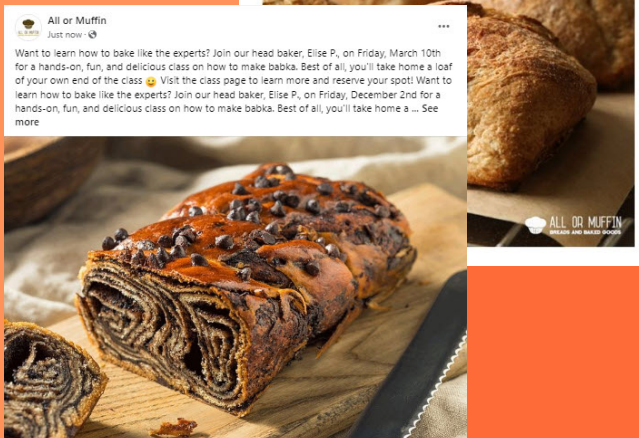 All or Muffin
Just now ·
Want to learn how to bake like the experts? Join our head baker, Elise P., on Friday, March 10th
for a hands-on, fun, and delicious class on how to make babka. Best of all, you'll take home a loaf
of your own end of the class 😀 Visit the class page to learn more and reserve your spot! Want to
learn how to bake like the experts? Join our head baker, Elise P., on Friday, December 2nd for a
hands-on, fun, and delicious class on how to make babka. Best of all, you'll take home a ... See
more
ALL OR MUFFIN
BREADS AND BAKED GOODS